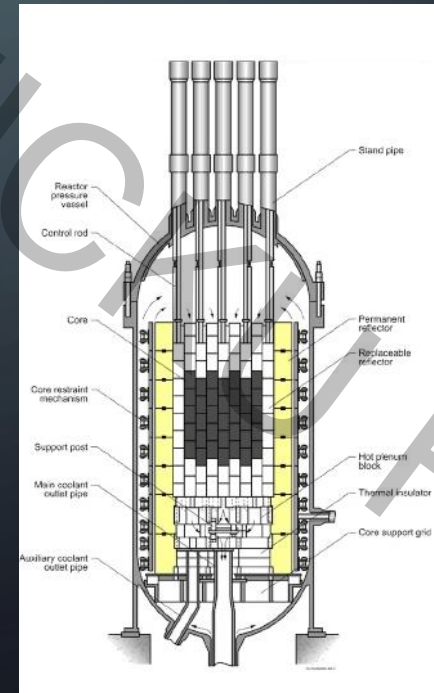 Stand pipe
Reactor
pressure
vessel
Control rod
Core
Permanent
reflector
Replaceable
reflector
Core restraint
mechanism
Support post
Hot plenum
block
Main coolant
outlet pipe
Thermal insulator
Core support grid
Auxiliary coolant
outlet pipe